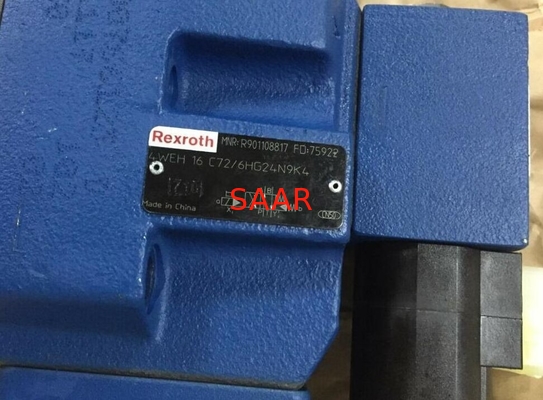 Rexroth MNR: R901108817 FD: 75922
4WEH 16 C72/6HG24N9K4
Made in China
SAAR